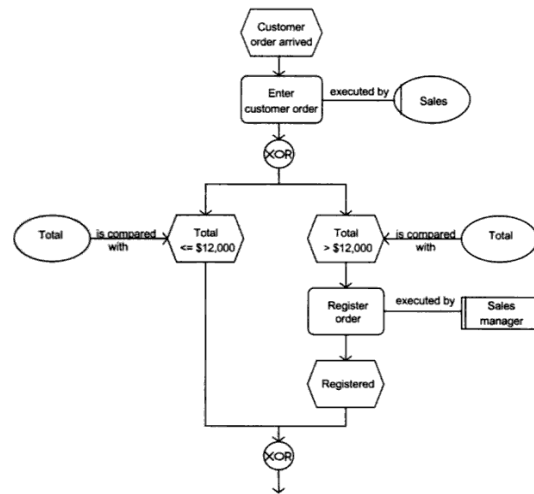 Customer
order arrived
Enter
customer order
executed by
Sales
XOR
Total
is compared
with
Total
<= $12,000
Total
> $12,000
is compared
with
Total
Register
order
executed by
Sales
manager
Registered
XOR